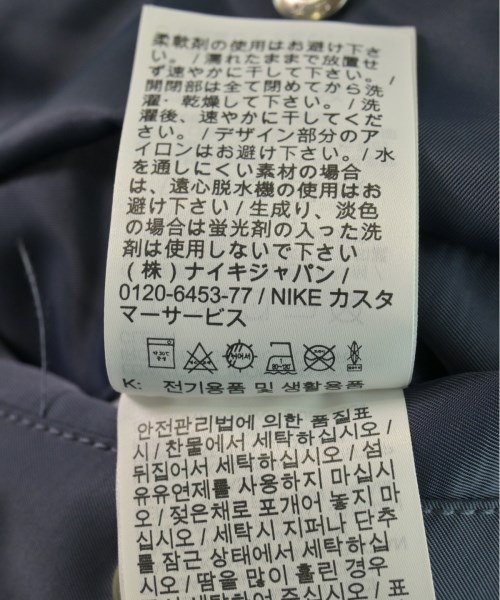 柔軟剤の使用はお避け下さ
い。/ 濡れたままで放置せ
ず速やかに干して下さい。/
開閉部は全て閉めてから洗
濯・乾燥して下さい。/ 洗
濯後、速やかに干してくだ
さい。/ デザイン部分のア
イロンはお避け下さい。/ 水
を通しにくい素材の場合
は、遠心脱水機の使用はお
避け下さい / 生成り、淡色
の場合は蛍光剤の入った洗
剤は使用しないで下さい
(株) ナイキジャパン /
0120-6453-77 / NIKE カスタ
マーサービス
K: 전기용품 및 생활용품
안전관리법에 의한 품질표
시 / 찬물에서 세탁하십시오 / 섬
뒤집어서 세탁하십시오 /
유유연제를 사용하지 마십시
오 / 젖은채로 포개어 놓지 마
십시오 / 세탁시 지퍼나 단추
를 잠근 상태에서 세탁하십
시오 / 땀을 많이 흘린 경우